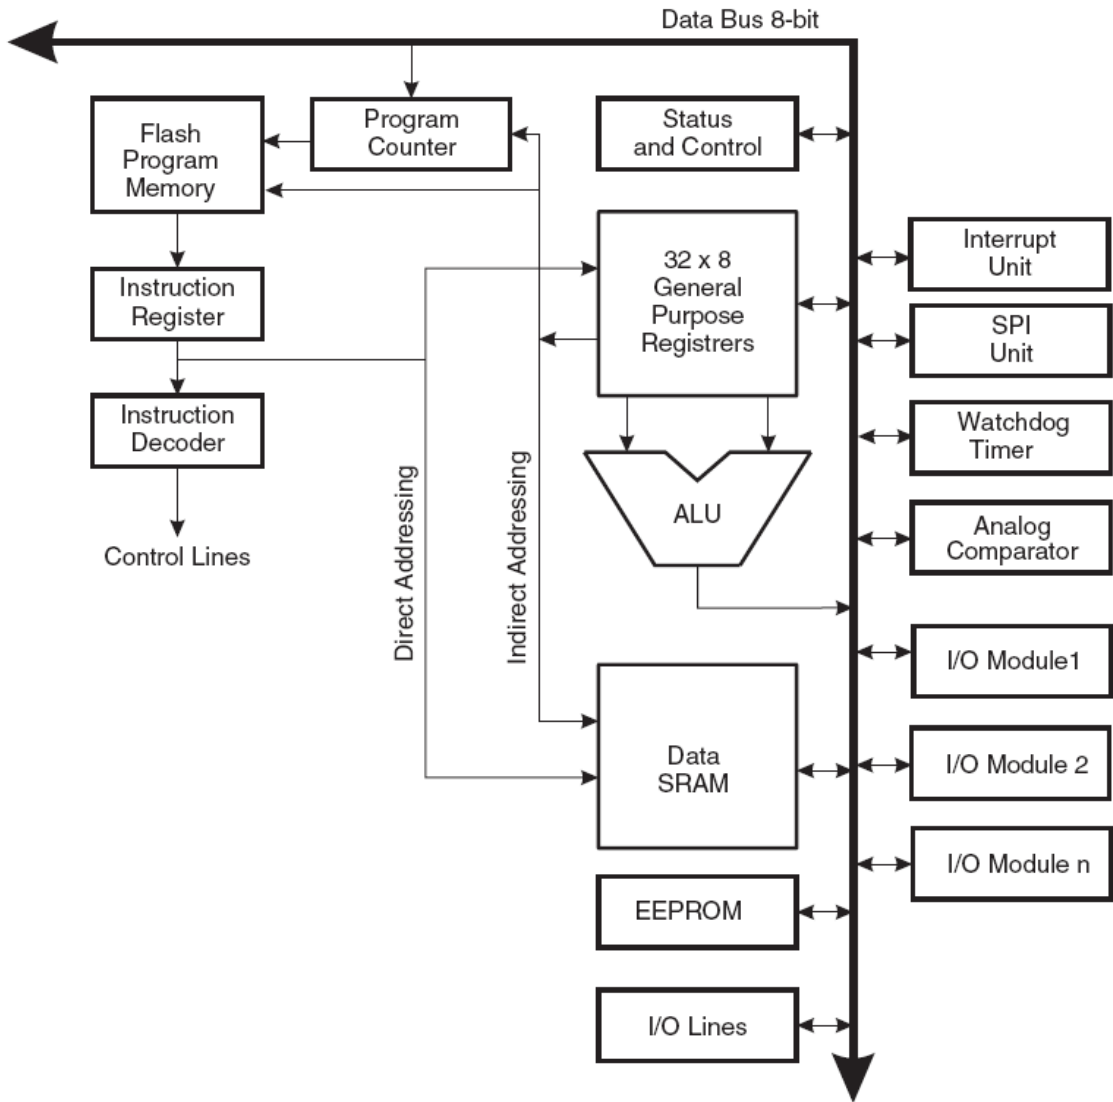 Data Bus 8-bit
Flash
Program
Memory
Program
Counter
Status
and Control
Interrupt
Unit
32 x 8
General
Purpose
Registrers
Instruction
Register
SPI
Unit
Instruction
Decoder
Watchdog
Timer
Direct Addressing
Indirect Addressing
ALU
Analog
Comparator
Control Lines
I/O Module1
Data
SRAM
I/O Module 2
I/O Module n
EEPROM
I/O Lines